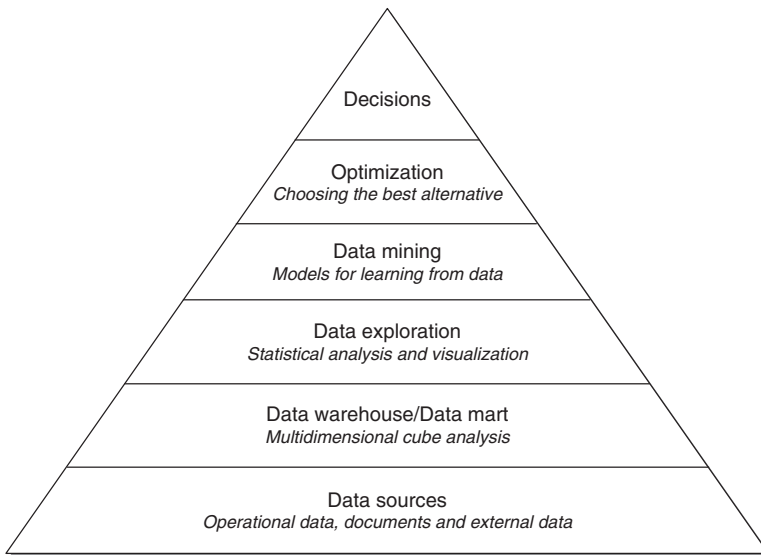 Decisions
Optimization
Choosing the best alternative
Data mining
Models for learning from data
Data exploration
Statistical analysis and visualization
Data warehouse/Data mart
Multidimensional cube analysis
Data sources
Operational data, documents and external data